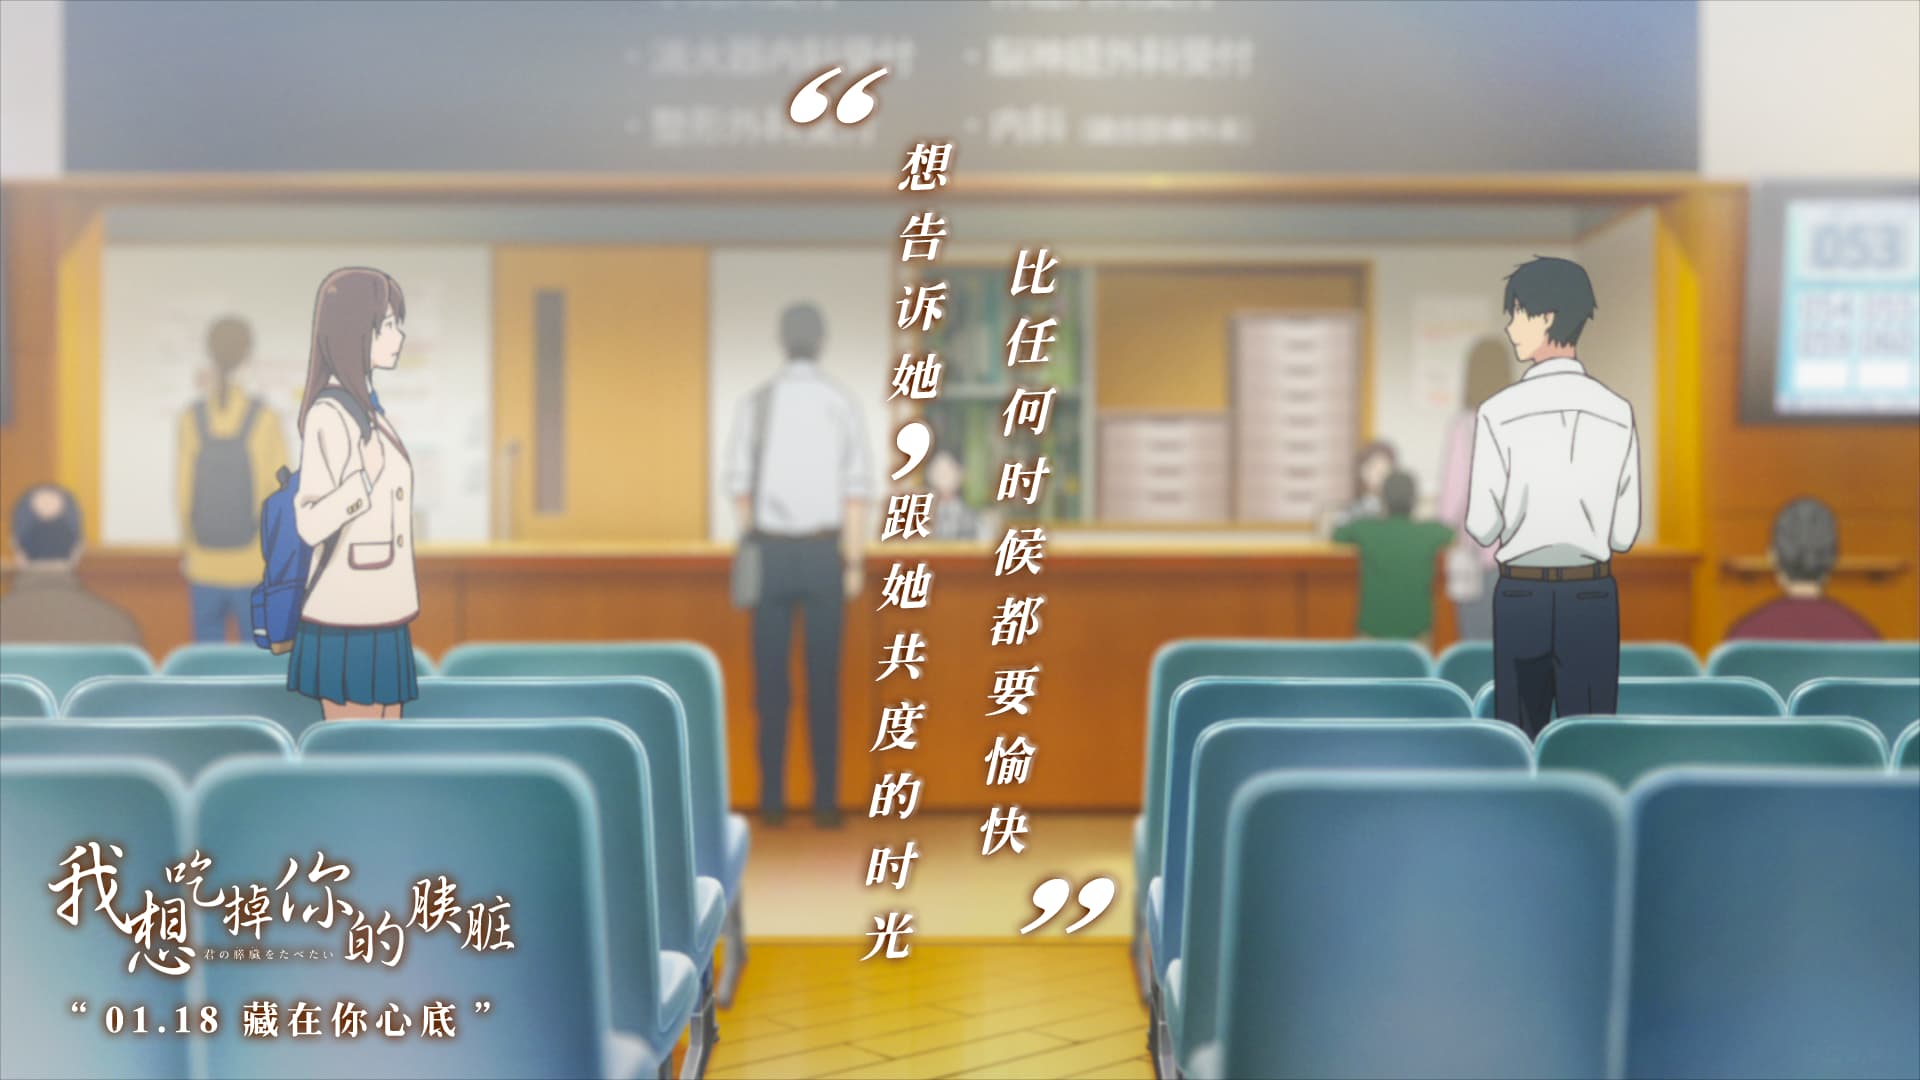 “
想告诉她，跟她共度的时光
比任何时候都要愉快
”
053
我想吃掉你的胰脏
君の膵臓をたべたい
“01.18 藏在你心底”